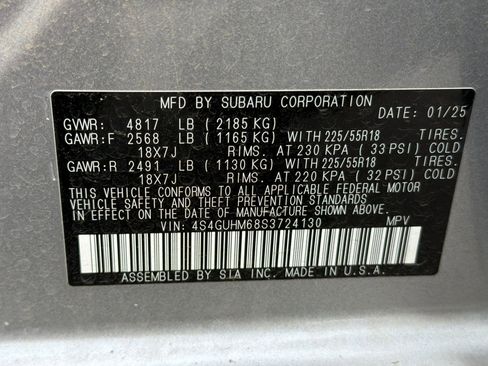 MFD BY SUBARU CORPORATION
DATE: 01/25
GVWR: 4817 LB (2185 KG)
GAWR:F 2568 LB (1165 KG) WITH 225/55R18 TIRES.
18X7J RIMS. AT 230 KPA (33 PSI) COLD
GAWR:R 2491 LB (1130 KG) WITH 225/55R18 TIRES.
18X7J RIMS. AT 220 KPA (32 PSI) COLD
THIS VEHICLE CONFORMS TO ALL APPLICABLE FEDERAL MOTOR
VEHICLE SAFETY AND THEFT PREVENTION STANDARDS
IN EFFECT ON THE DATE OF MANUFACTURE SHOWN ABOVE.
VIN: 4S4GUHM68S3724130 MPV
ASSEMBLED BY SIA INC. MADE IN U.S.A.